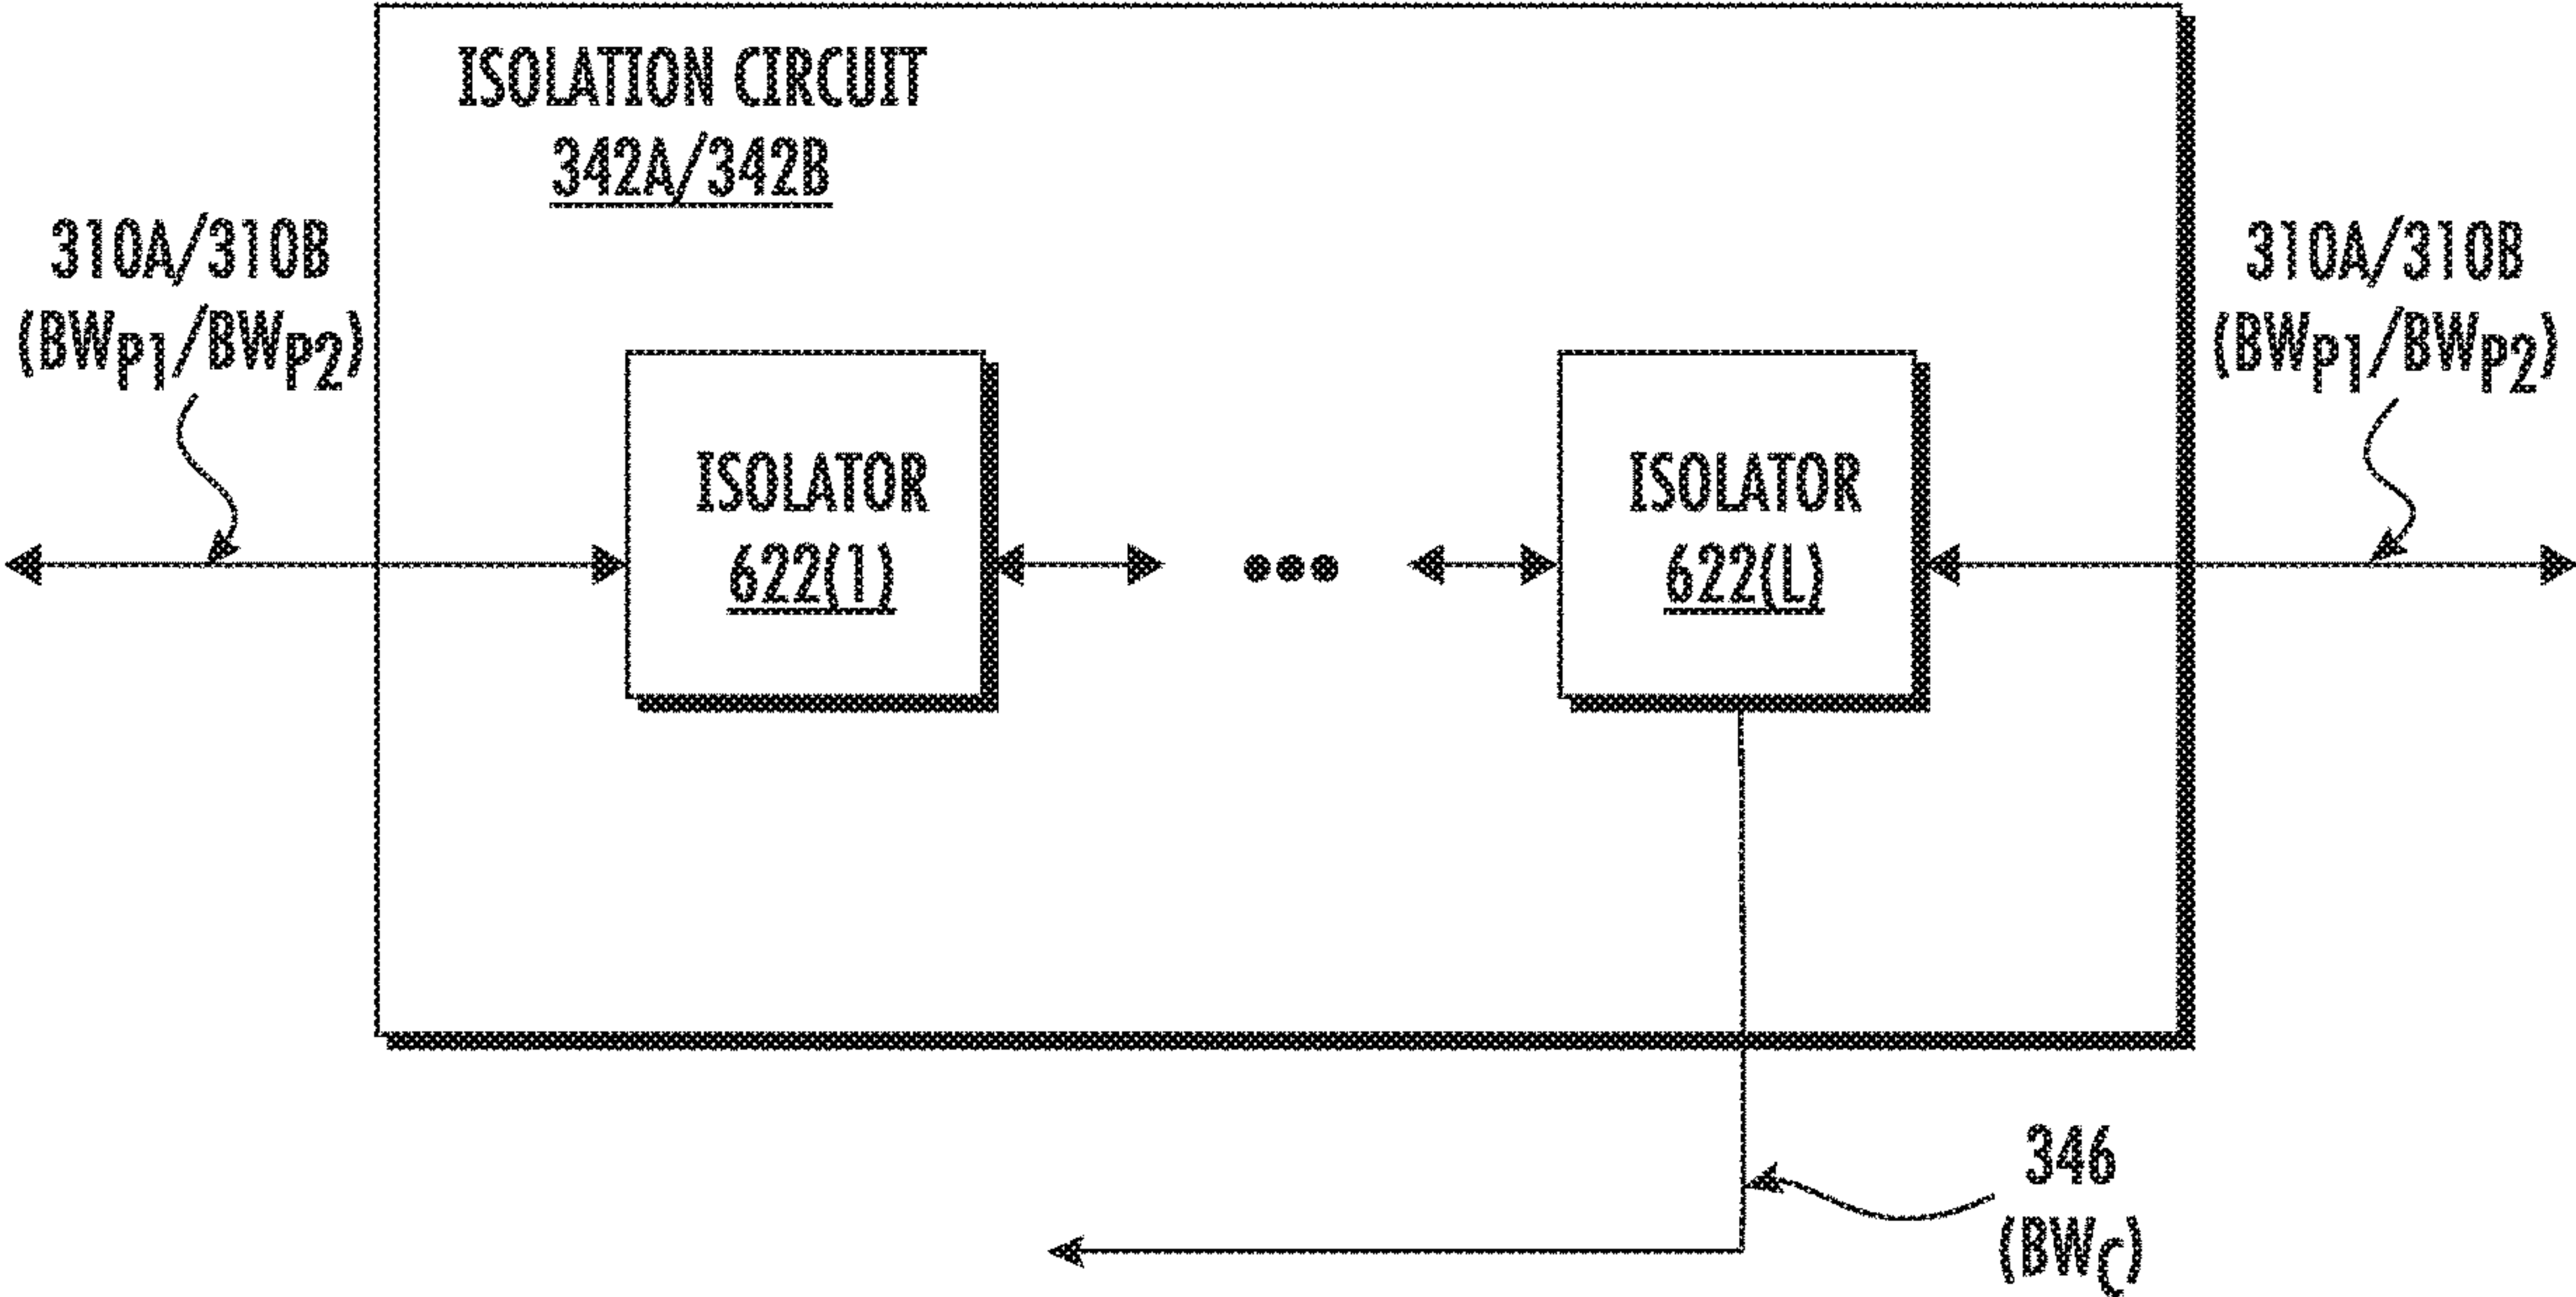 ISOLATION CIRCUIT
342A/342B
310A/310B
(BWP1/BWP2)
310A/310B
(BWP1/BWP2)
ISOLATOR
622(1)
ISOLATOR
622(L)
346
(BWC)